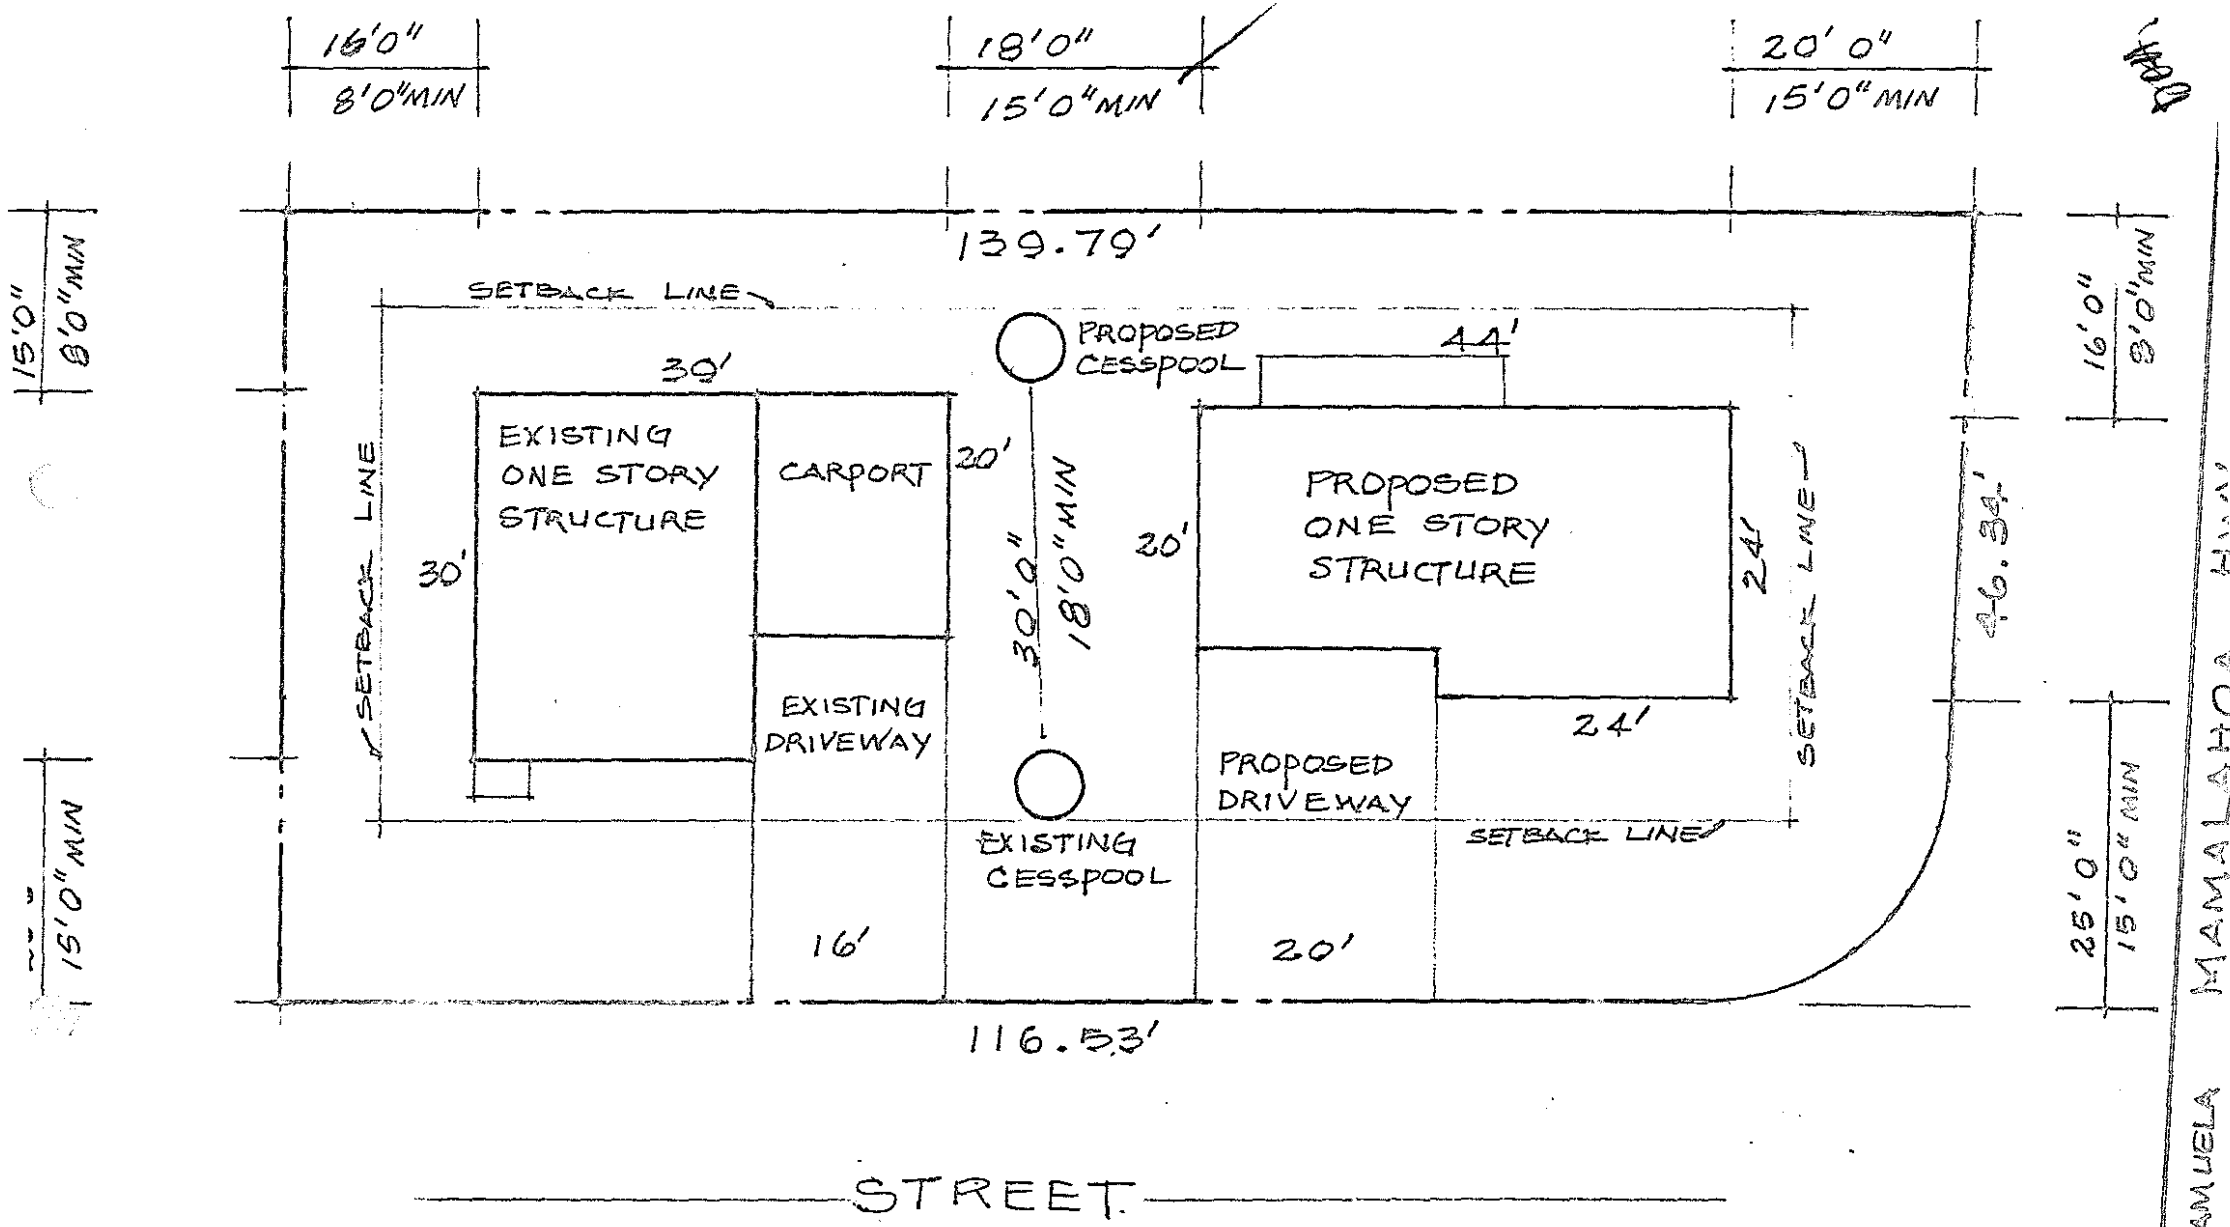 16'0"
8'0" MIN
18'0"
15'0" MIN
20' 0"
15'0" MIN
139.79'
15'0"
8'0" MIN
16'0"
8'0" MIN
SETBACK LINE
PROPOSED
CESSPOOL
44'
39'
EXISTING
ONE STORY
STRUCTURE
CARPORT
20'
30'0"
18'0" MIN
20'
PROPOSED
ONE STORY
STRUCTURE
24'
SETBACK LINE
46.34'
SETBACK LINE
30'
EXISTING
DRIVEWAY
24'
PROPOSED
DRIVEWAY
SETBACK LINE
EXISTING
CESSPOOL
15'0" MIN
25'0"
15'0" MIN
16'
20'
116.53'
STREET
AMUELA MAMALAHOA